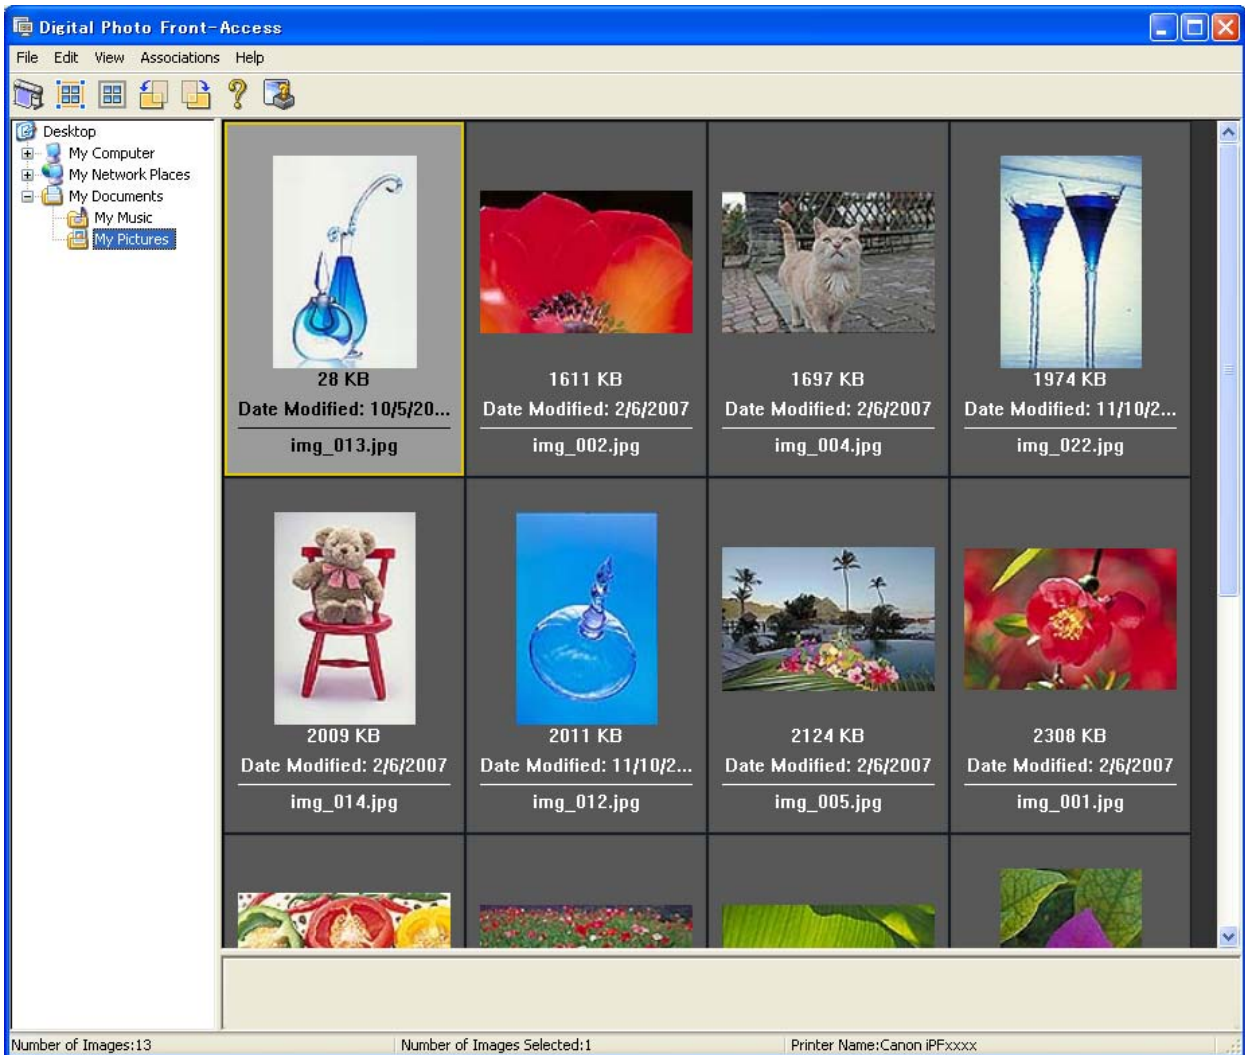 Digital Photo Front-Access
File Edit View Associations Help
Desktop
My Computer
My Network Places
My Documents
My Music
My Pictures
28 KB
Date Modified: 10/5/20...
img_013.jpg
1611 KB
Date Modified: 2/6/2007
img_002.jpg
1697 KB
Date Modified: 2/6/2007
img_004.jpg
1974 KB
Date Modified: 11/10/2...
img_022.jpg
2009 KB
Date Modified: 2/6/2007
img_014.jpg
2011 KB
Date Modified: 11/10/2...
img_012.jpg
2124 KB
Date Modified: 2/6/2007
img_005.jpg
2308 KB
Date Modified: 2/6/2007
img_001.jpg
Number of Images:13
Number of Images Selected:1
Printer Name:Canon iPFxxxx